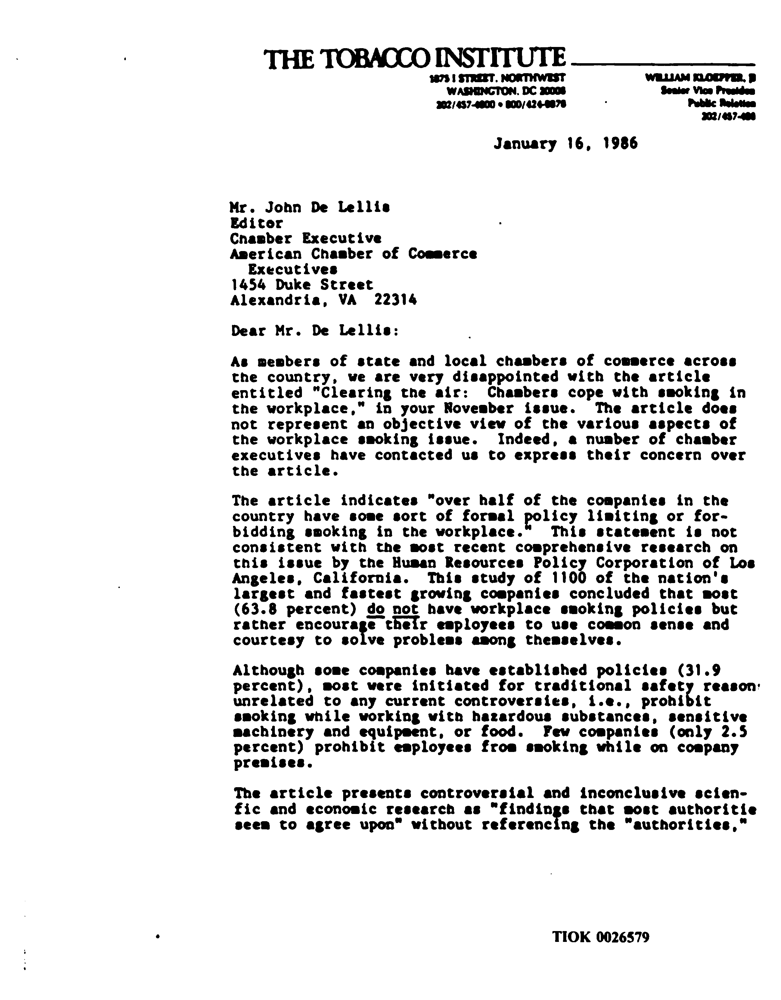 THE TOBACCO INSTITUTE
1875 I STREET, NORTHWEST
WASHINGTON, DC 20006
202/457-4800 • 800/424-9876
WILLIAM KLOEPFER, 
Senior Vice Presiden
Public Relation
202/457-
January 16, 1986
Mr. John De Lellis
Editor
Chamber Executive
American Chamber of Commerce
Executives
1454 Duke Street
Alexandria, VA 22314
Dear Mr. De Lellis:
As members of state and local chambers of commerce across
the country, we are very disappointed with the article
entitled "Clearing the air: Chambers cope with smoking in
the workplace," in your November issue. The article does
not represent an objective view of the various aspects of
the workplace smoking issue. Indeed, a number of chamber
executives have contacted us to express their concern over
the article.
The article indicates "over half of the companies in the
country have some sort of formal policy limiting or for-
bidding smoking in the workplace." This statement is not
consistent with the most recent comprehensive research on
this issue by the Human Resources Policy Corporation of Los
Angeles, California. This study of 1100 of the nation's
largest and fastest growing companies concluded that most
(63.8 percent) do not have workplace smoking policies but
rather encourage their employees to use common sense and
courtesy to solve problems among themselves.
Although some companies have established policies (31.9
percent), most were initiated for traditional safety reason
unrelated to any current controversies, i.e., prohibit
smoking while working with hazardous substances, sensitive
machinery and equipment, or food. Few companies (only 2.5
percent) prohibit employees from smoking while on company
premises.
The article presents controversial and inconclusive scien-
fic and economic research as "findings that most authoritie
seem to agree upon" without referencing the "authorities,"
TIOK 0026579